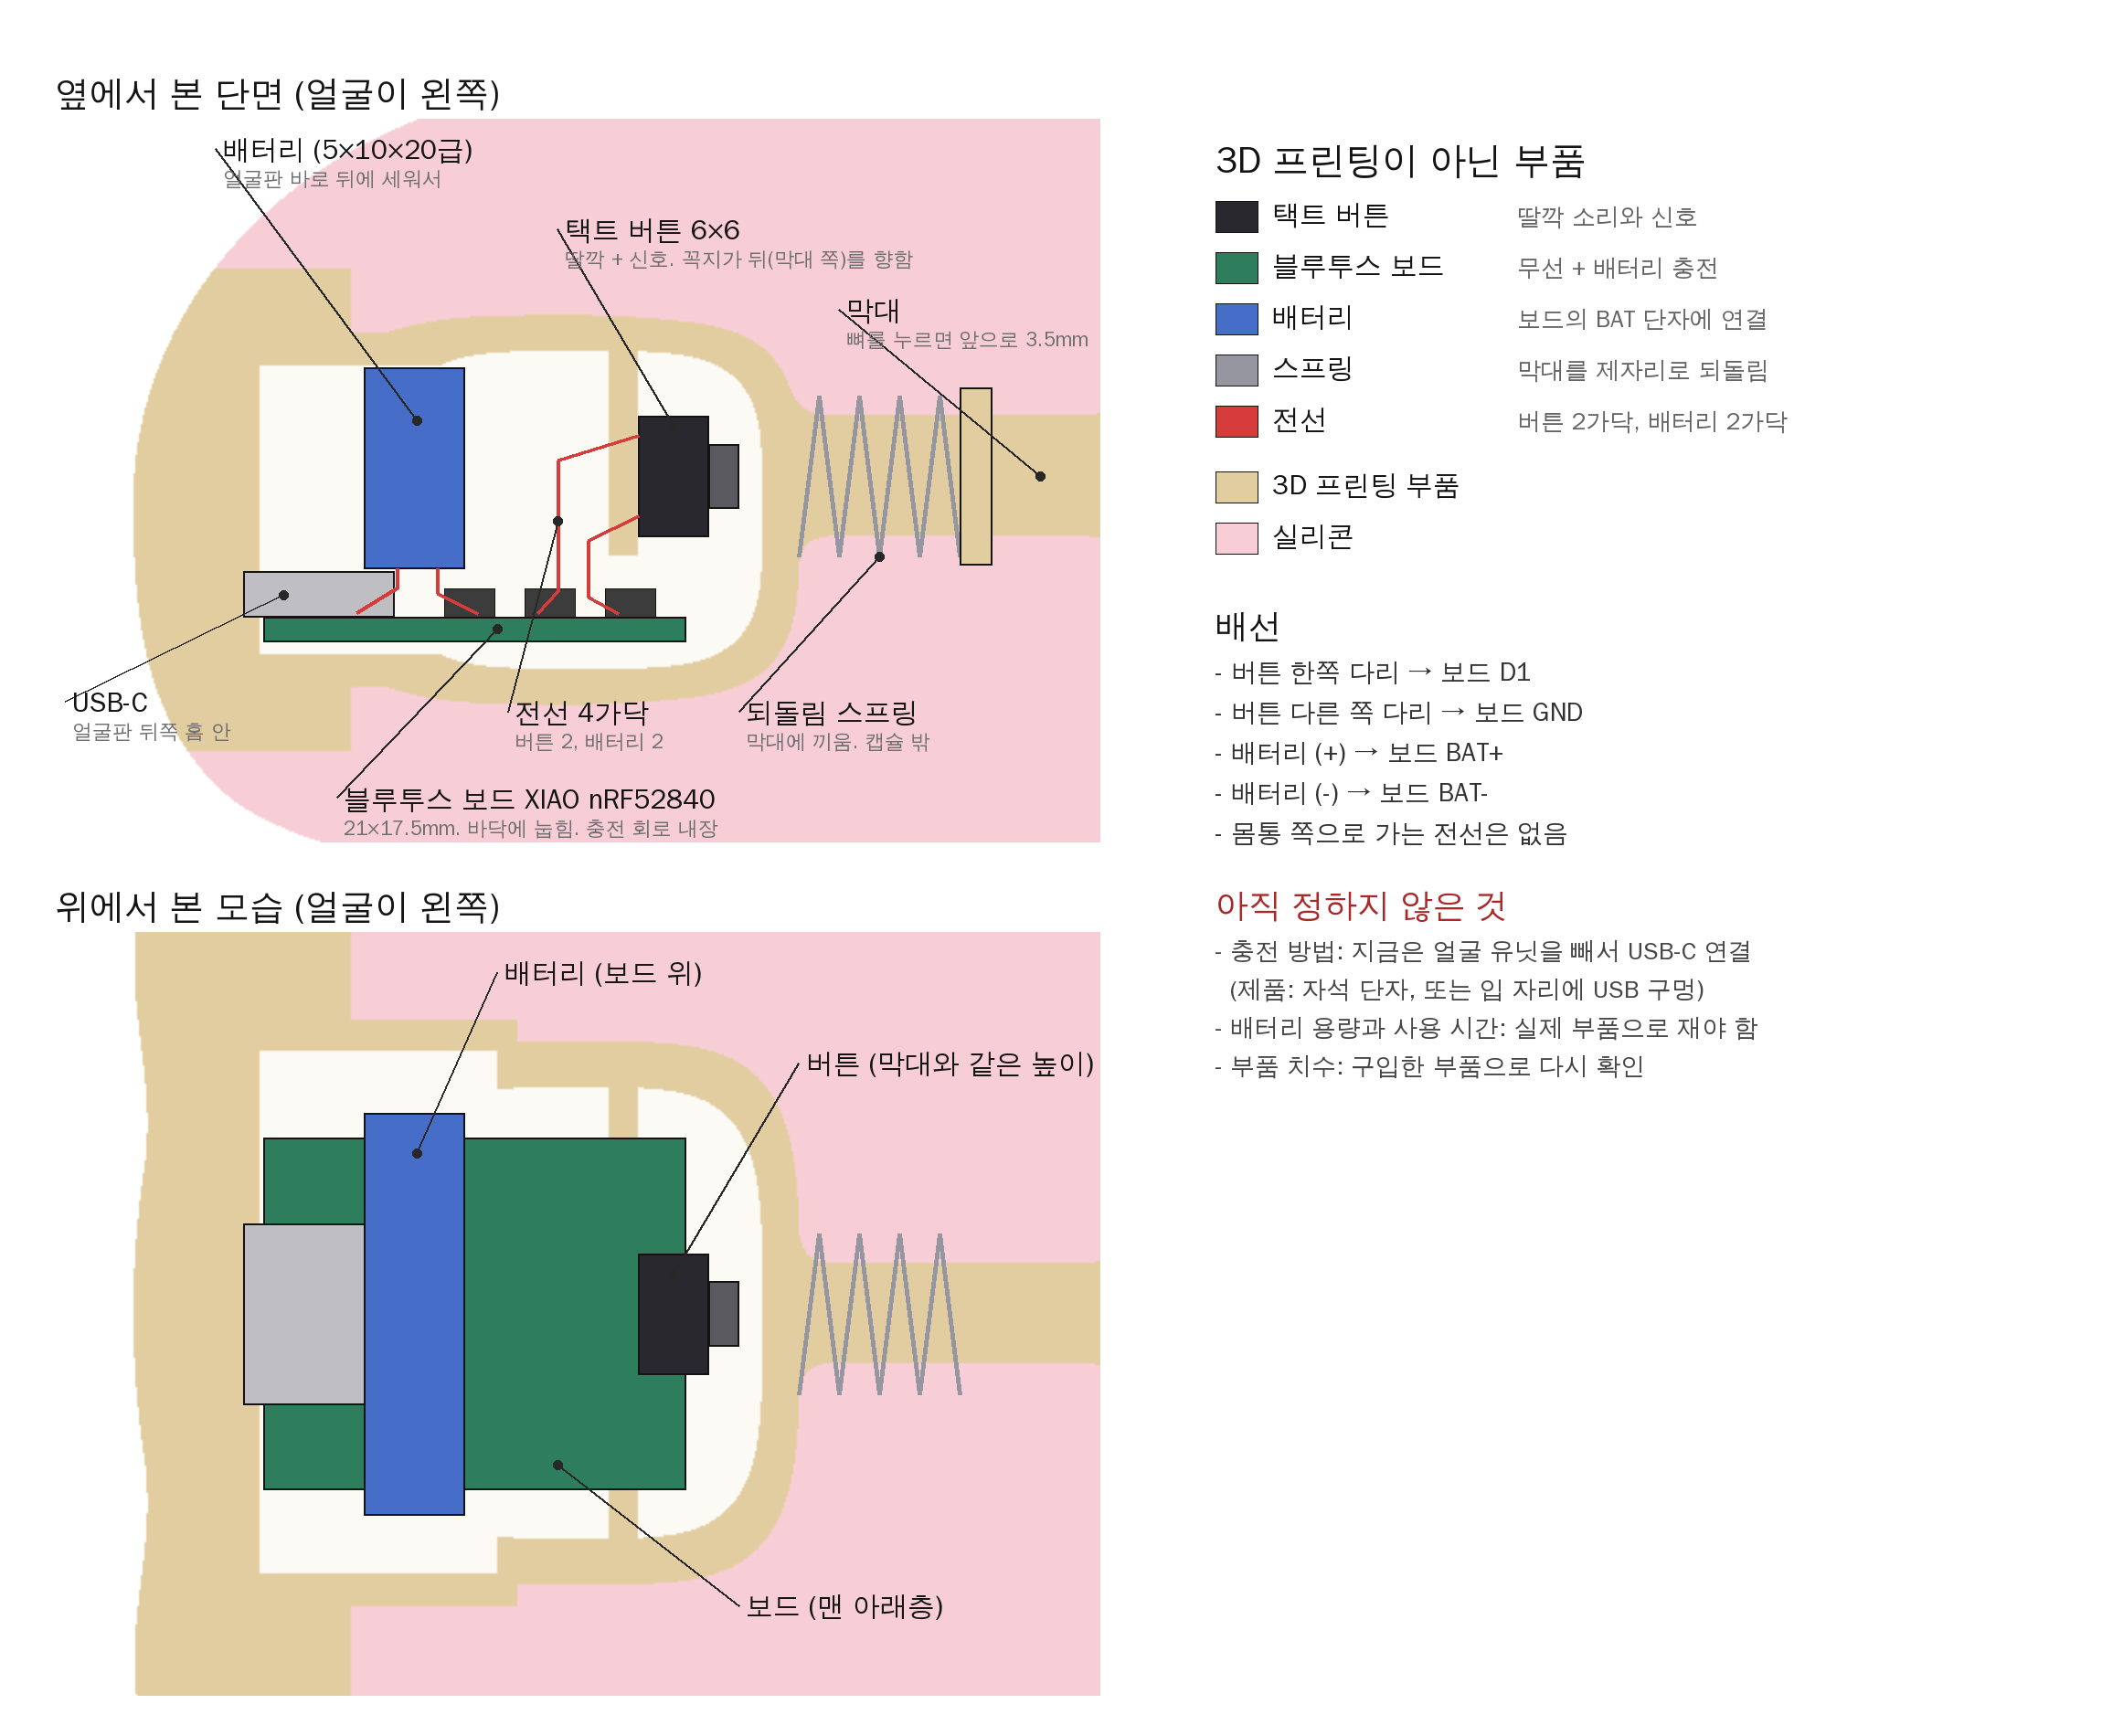 옆에서 본 단면 (얼굴이 왼쪽)
배터리 (5×10×20급)
얼굴판 바로 뒤에 세워서
택트 버튼 6×6
딸깍 + 신호. 꼭지가 뒤(막대 쪽)를 향함
막대
뼈를 누르면 앞으로 3.5mm
USB-C
얼굴판 뒤쪽 홈 안
전선 4가닥
버튼 2, 배터리 2
되돌림 스프링
막대에 끼움. 캡슐 밖
블루투스 보드 XIAO nRF52840
21×17.5mm. 바닥에 눕힘. 충전 회로 내장
위에서 본 모습 (얼굴이 왼쪽)
배터리 (보드 위)
버튼 (막대와 같은 높이)
보드 (맨 아래층)
3D 프린팅이 아닌 부품
택트 버튼 딸깍 소리와 신호
블루투스 보드 무선 + 배터리 충전
배터리 보드의 BAT 단자에 연결
스프링 막대를 제자리로 되돌림
전선 버튼 2가닥, 배터리 2가닥
3D 프린팅 부품
실리콘
배선
- 버튼 한쪽 다리 → 보드 D1
- 버튼 다른 쪽 다리 → 보드 GND
- 배터리 (+) → 보드 BAT+
- 배터리 (-) → 보드 BAT-
- 몸통 쪽으로 가는 전선은 없음
아직 정하지 않은 것
- 충전 방법: 지금은 얼굴 유닛을 빼서 USB-C 연결
(제품: 자석 단자, 또는 입 자리에 USB 구멍)
- 배터리 용량과 사용 시간: 실제 부품으로 재야 함
- 부품 치수: 구입한 부품으로 다시 확인